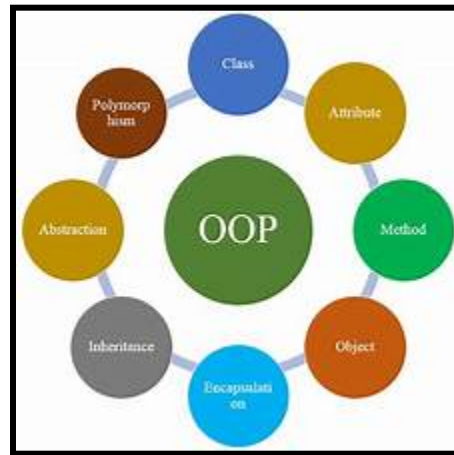 Class
Attribute
Method
Object
Encapsulati
on
Inheritance
Abstraction
Polymorp
hism
OOP